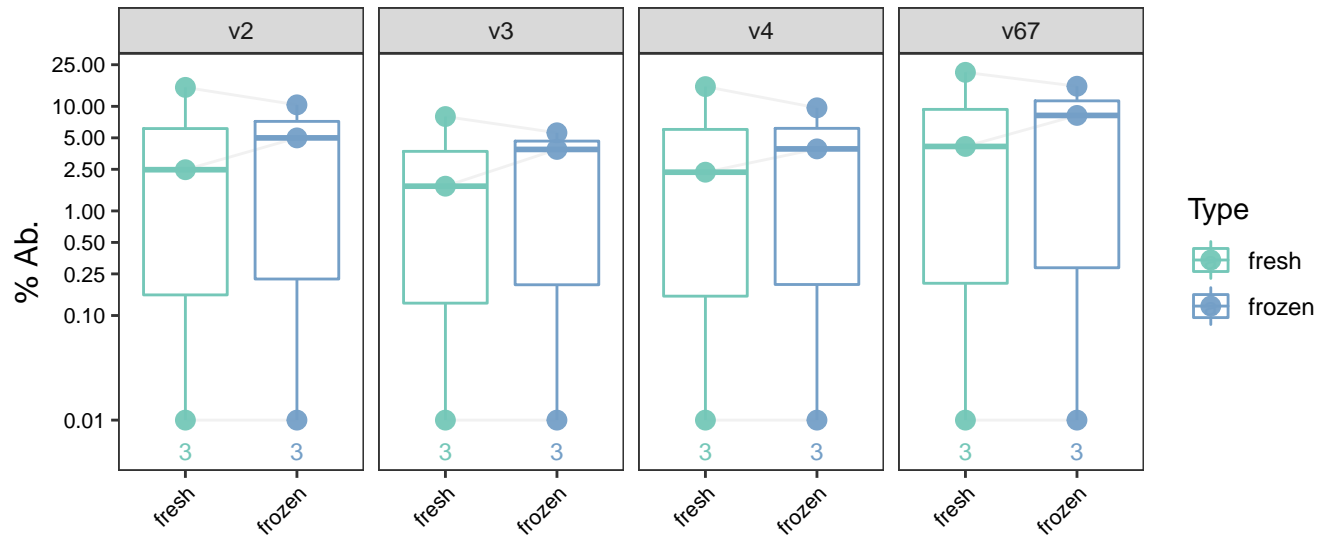 v2 v3 v4 v67
25.00
10.00
5.00
2.50
1.00
0.50
0.25
0.10
0.01
% Ab.
3 3 3 3 3 3 3 3
fresh frozen fresh frozen fresh frozen fresh frozen
Type
fresh
frozen